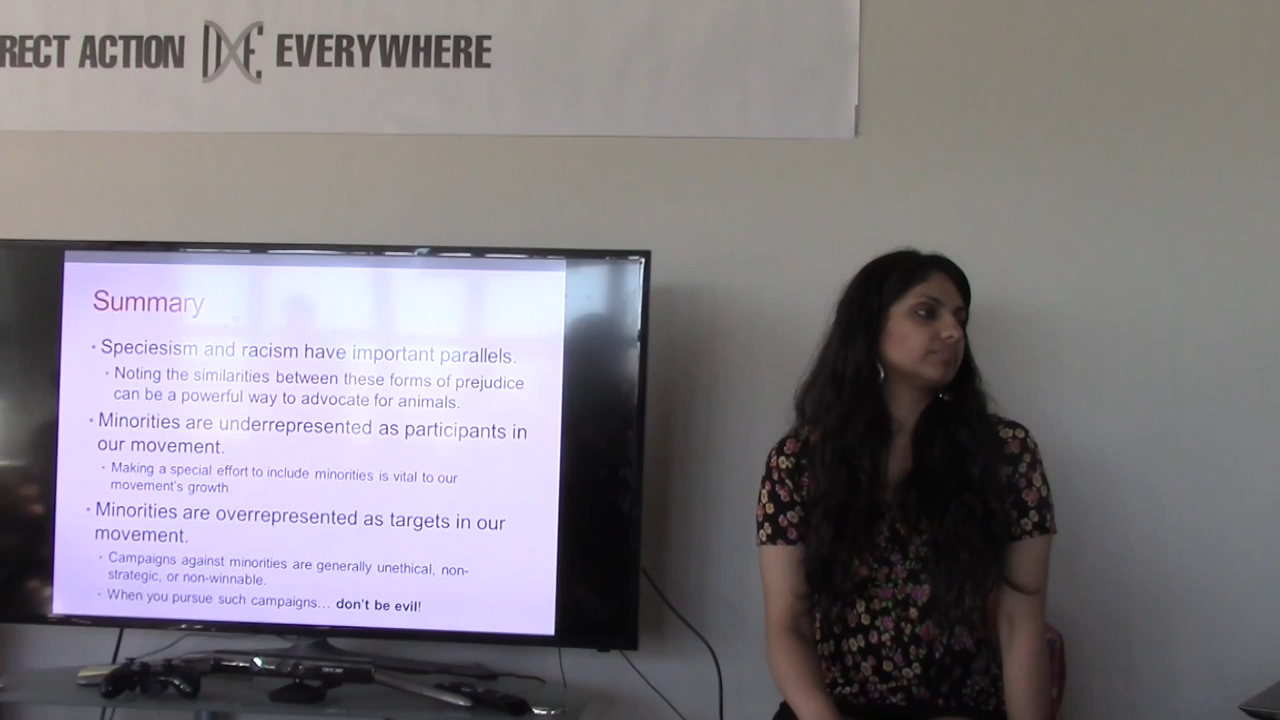 RECT ACTION DXE EVERYWHERE
Summary
· Speciesism and racism have important parallels.
· Noting the similarities between these forms of prejudice
can be a powerful way to advocate for animals.
· Minorities are underrepresented as participants in
our movement.
· Making a special effort to include minorities is vital to our
movement's growth.
· Minorities are overrepresented as targets in our
movement.
· Campaigns against minorities are generally unethical, non-
strategic, or non-winnable.
· When you pursue such campaigns… don't be evil!